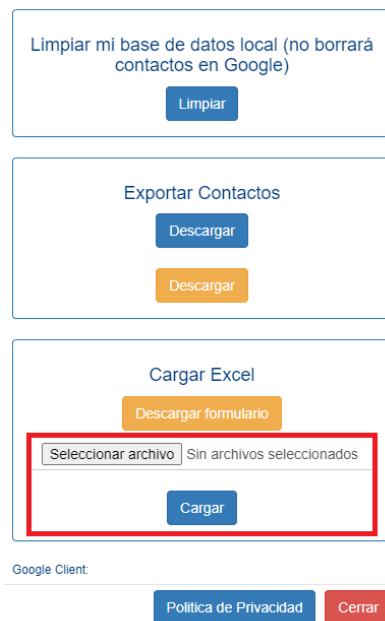 Limpiar mi base de datos local (no borrará
contactos en Google)
Limpiar
Exportar Contactos
Descargar
Descargar
Cargar Excel
Descargar formulario
Seleccionar archivo Sin archivos seleccionados
Cargar
Google Client:
Politica de Privacidad Cerrar